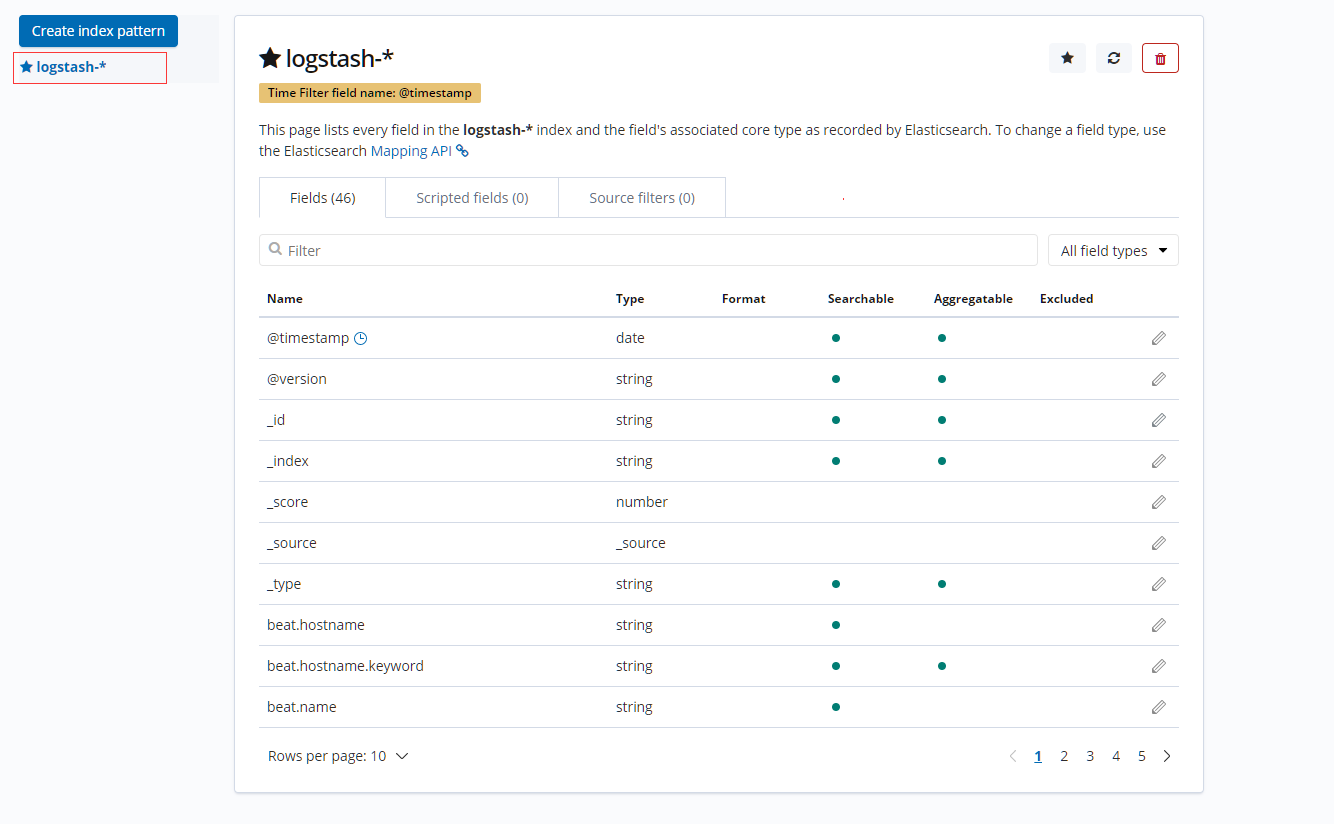 Create index pattern
logstash-*
logstash-*
Time Filter field name: @timestamp
This page lists every field in the logstash-* index and the field's associated core type as recorded by Elasticsearch. To change a field type, use
the Elasticsearch Mapping API
Fields (46) Scripted fields (0) Source filters (0)
Filter All field types
Name Type Format Searchable Aggregatable Excluded
@timestamp date
@version string
_id string
_index string
_score number
_source _source
_type string
beat.hostname string
beat.hostname.keyword string
beat.name string
Rows per page: 10 1 2 3 4 5